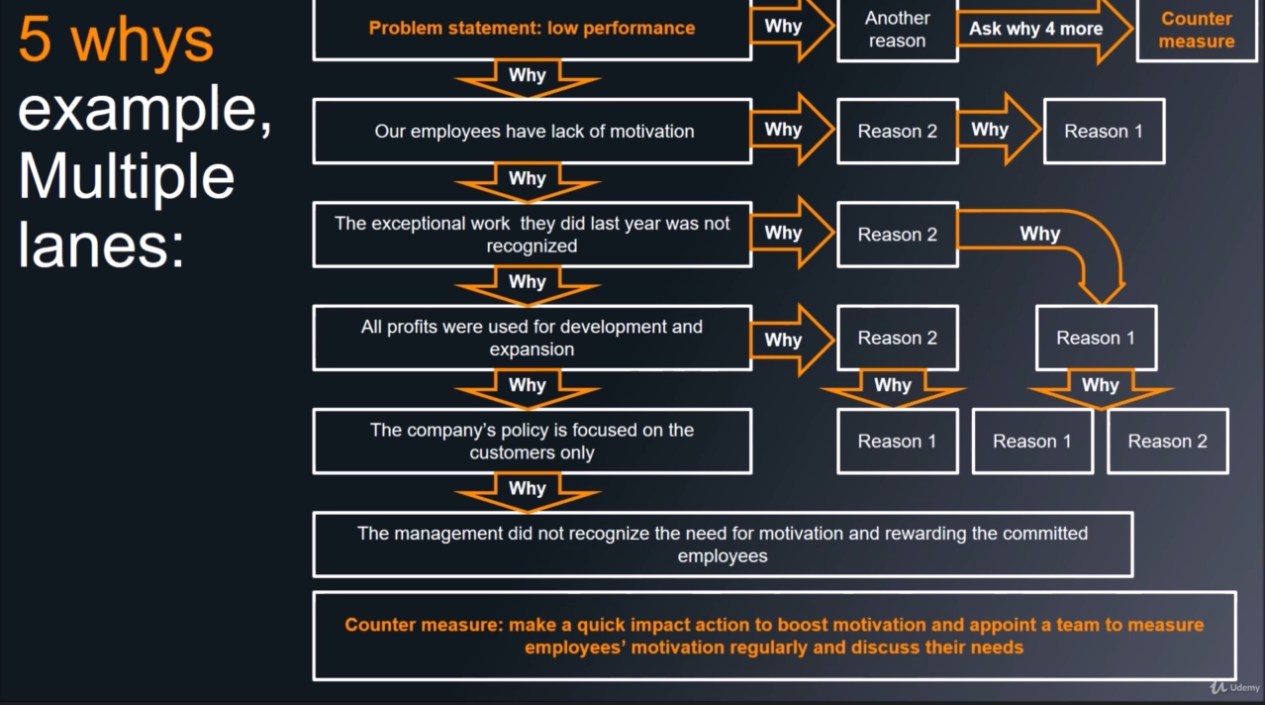 5 whys
example,
Multiple
lanes:
Problem statement: low performance
Why
Another
reason
Ask why 4 more
Counter
measure
Why
Our employees have lack of motivation
Why
Reason 2
Why
Reason 1
Why
The exceptional work they did last year was not
recognized
Why
Reason 2
Why
Why
All profits were used for development and
expansion
Why
Reason 2
Reason 1
Why
Why
Why
The company's policy is focused on the
customers only
Reason 1
Reason 1
Reason 2
Why
The management did not recognize the need for motivation and rewarding the committed
employees
Counter measure: make a quick impact action to boost motivation and appoint a team to measure
employees' motivation regularly and discuss their needs
Udemy